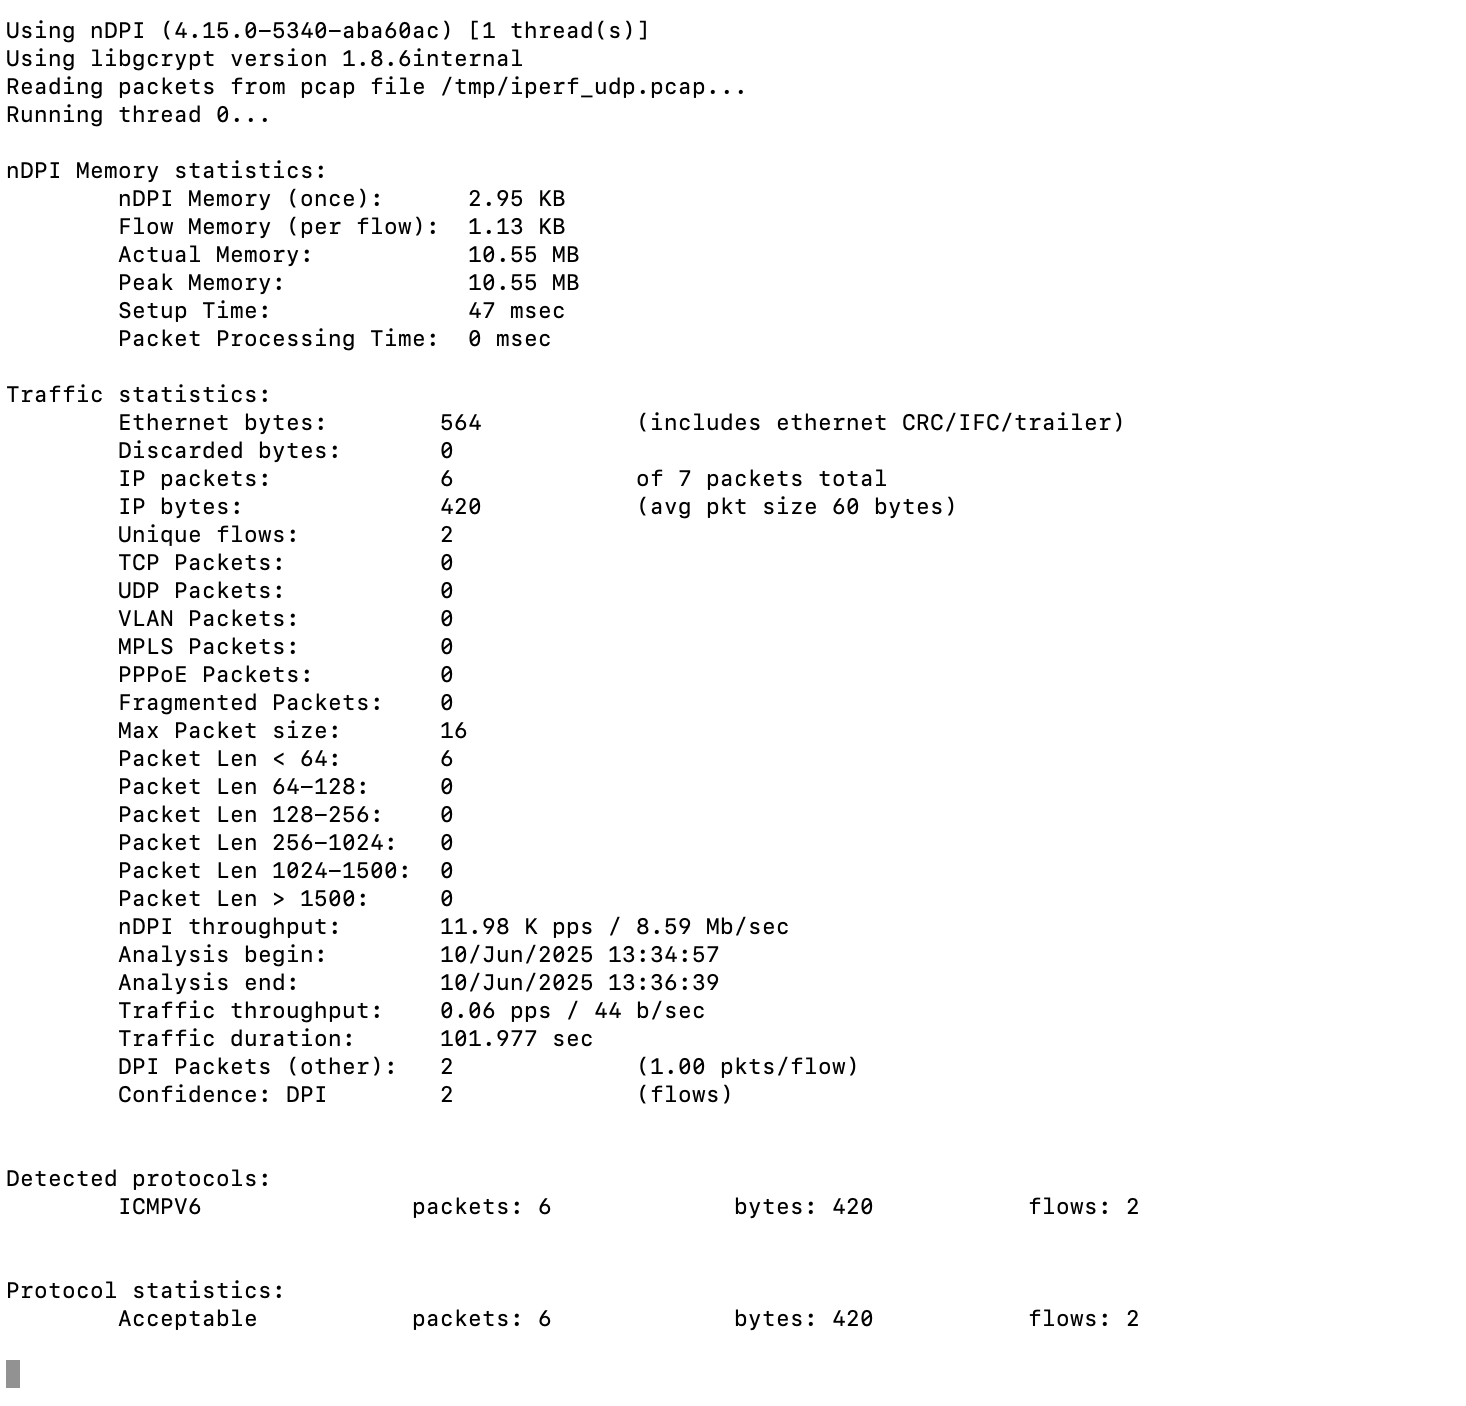 Using nDPI (4.15.0-5340-aba60ac) [1 thread(s)]
Using libgcrypt version 1.8.6internal
Reading packets from pcap file /tmp/iperf_udp.pcap...
Running thread 0...
nDPI Memory statistics:
nDPI Memory (once): 2.95 KB
Flow Memory (per flow): 1.13 KB
Actual Memory: 10.55 MB
Peak Memory: 10.55 MB
Setup Time: 47 msec
Packet Processing Time: 0 msec
Traffic statistics:
Ethernet bytes: 564 (includes ethernet CRC/IFC/trailer)
Discarded bytes: 0
IP packets: 6 of 7 packets total
IP bytes: 420 (avg pkt size 60 bytes)
Unique flows: 2
TCP Packets: 0
UDP Packets: 0
VLAN Packets: 0
MPLS Packets: 0
PPPoE Packets: 0
Fragmented Packets: 0
Max Packet size: 16
Packet Len < 64: 6
Packet Len 64-128: 0
Packet Len 128-256: 0
Packet Len 256-1024: 0
Packet Len 1024-1500: 0
Packet Len > 1500: 0
nDPI throughput: 11.98 K pps / 8.59 Mb/sec
Analysis begin: 10/Jun/2025 13:34:57
Analysis end: 10/Jun/2025 13:36:39
Traffic throughput: 0.06 pps / 44 b/sec
Traffic duration: 101.977 sec
DPI Packets (other): 2 (1.00 pkts/flow)
Confidence: DPI 2 (flows)
Detected protocols:
ICMPV6 packets: 6 bytes: 420 flows: 2
Protocol statistics:
Acceptable packets: 6 bytes: 420 flows: 2